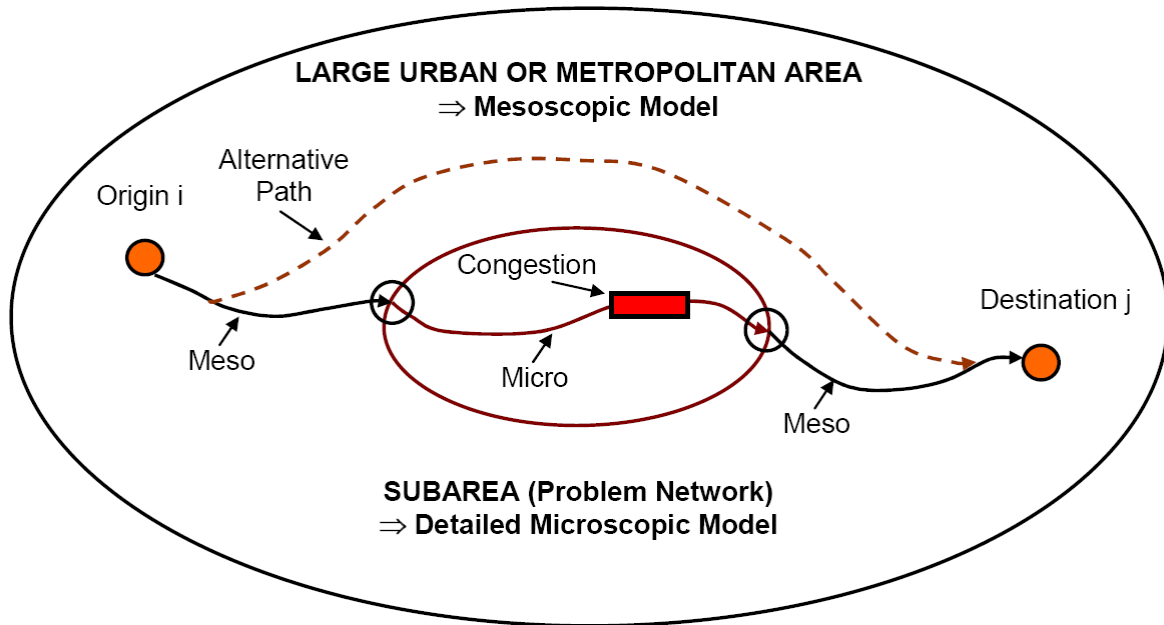 LARGE URBAN OR METROPOLITAN AREA
⇒ Mesoscopic Model
Alternative
Path
Origin i
Congestion
Destination j
Meso
Micro
Meso
SUBAREA (Problem Network)
⇒ Detailed Microscopic Model